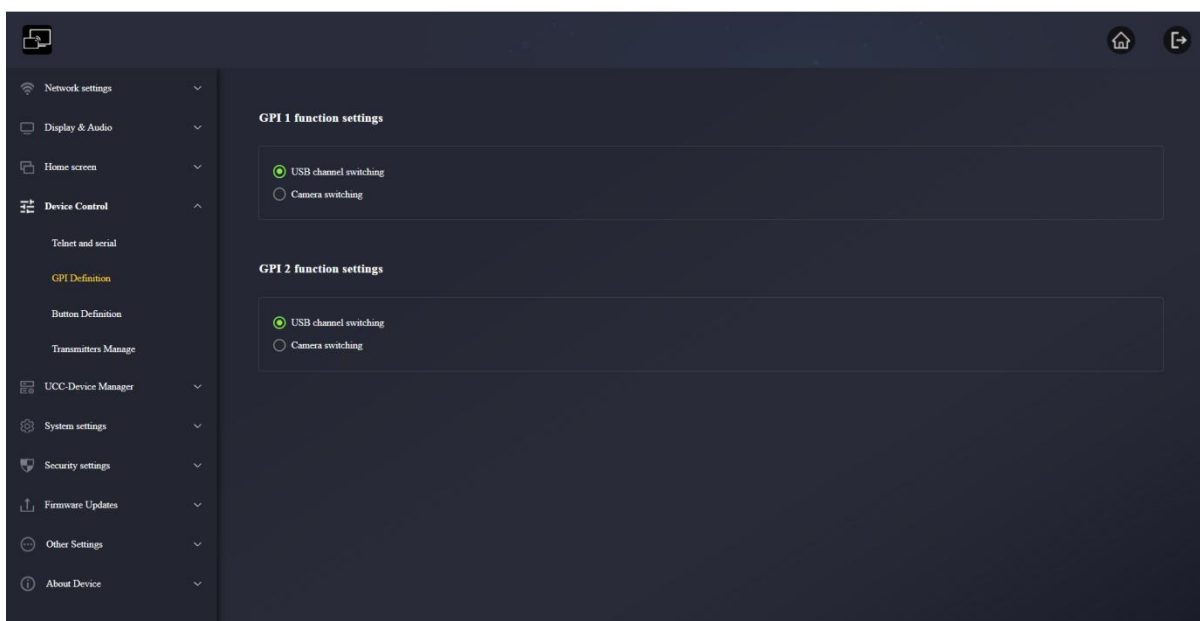 Network settings
Display & Audio
Home screen
Device Control
Telnet and serial
GPI Definition
Button Definition
Transmitters Manage
UCC-Device Manager
System settings
Security settings
Firmware Updates
Other Settings
About Device
GPI 1 function settings
USB channel switching
Camera switching
GPI 2 function settings
USB channel switching
Camera switching